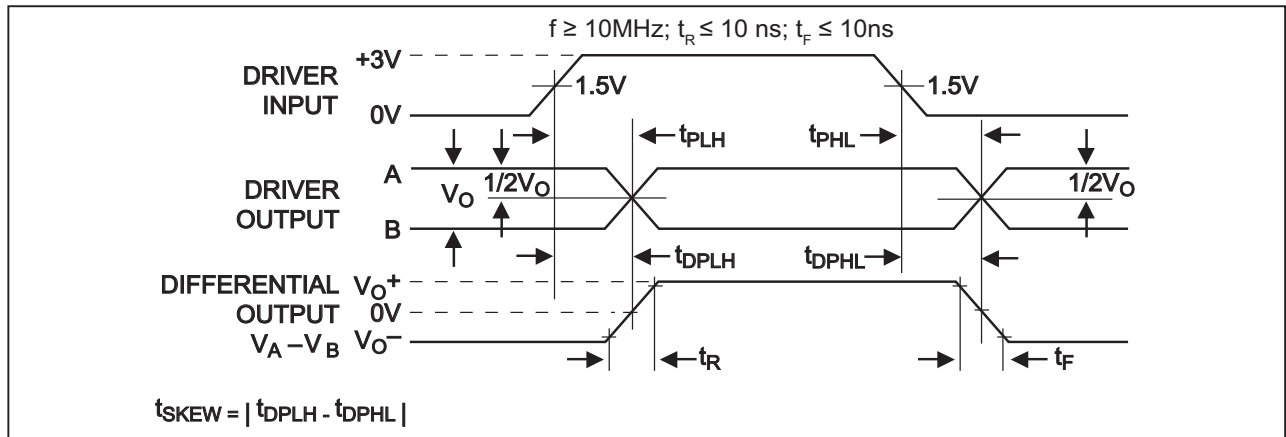 f ≥ 10MHz; tR ≤ 10 ns; tF ≤ 10ns
+3V
DRIVER
INPUT
1.5V
1.5V
0V
tPLH
tPHL
A
DRIVER
OUTPUT
VO
1/2VO
1/2VO
B
tDPLH
tDPHL
DIFFERENTIAL
OUTPUT
VA –VB
VO+
0V
VO–
tR
tF
tSKEW = | tDPLH - tDPHL |